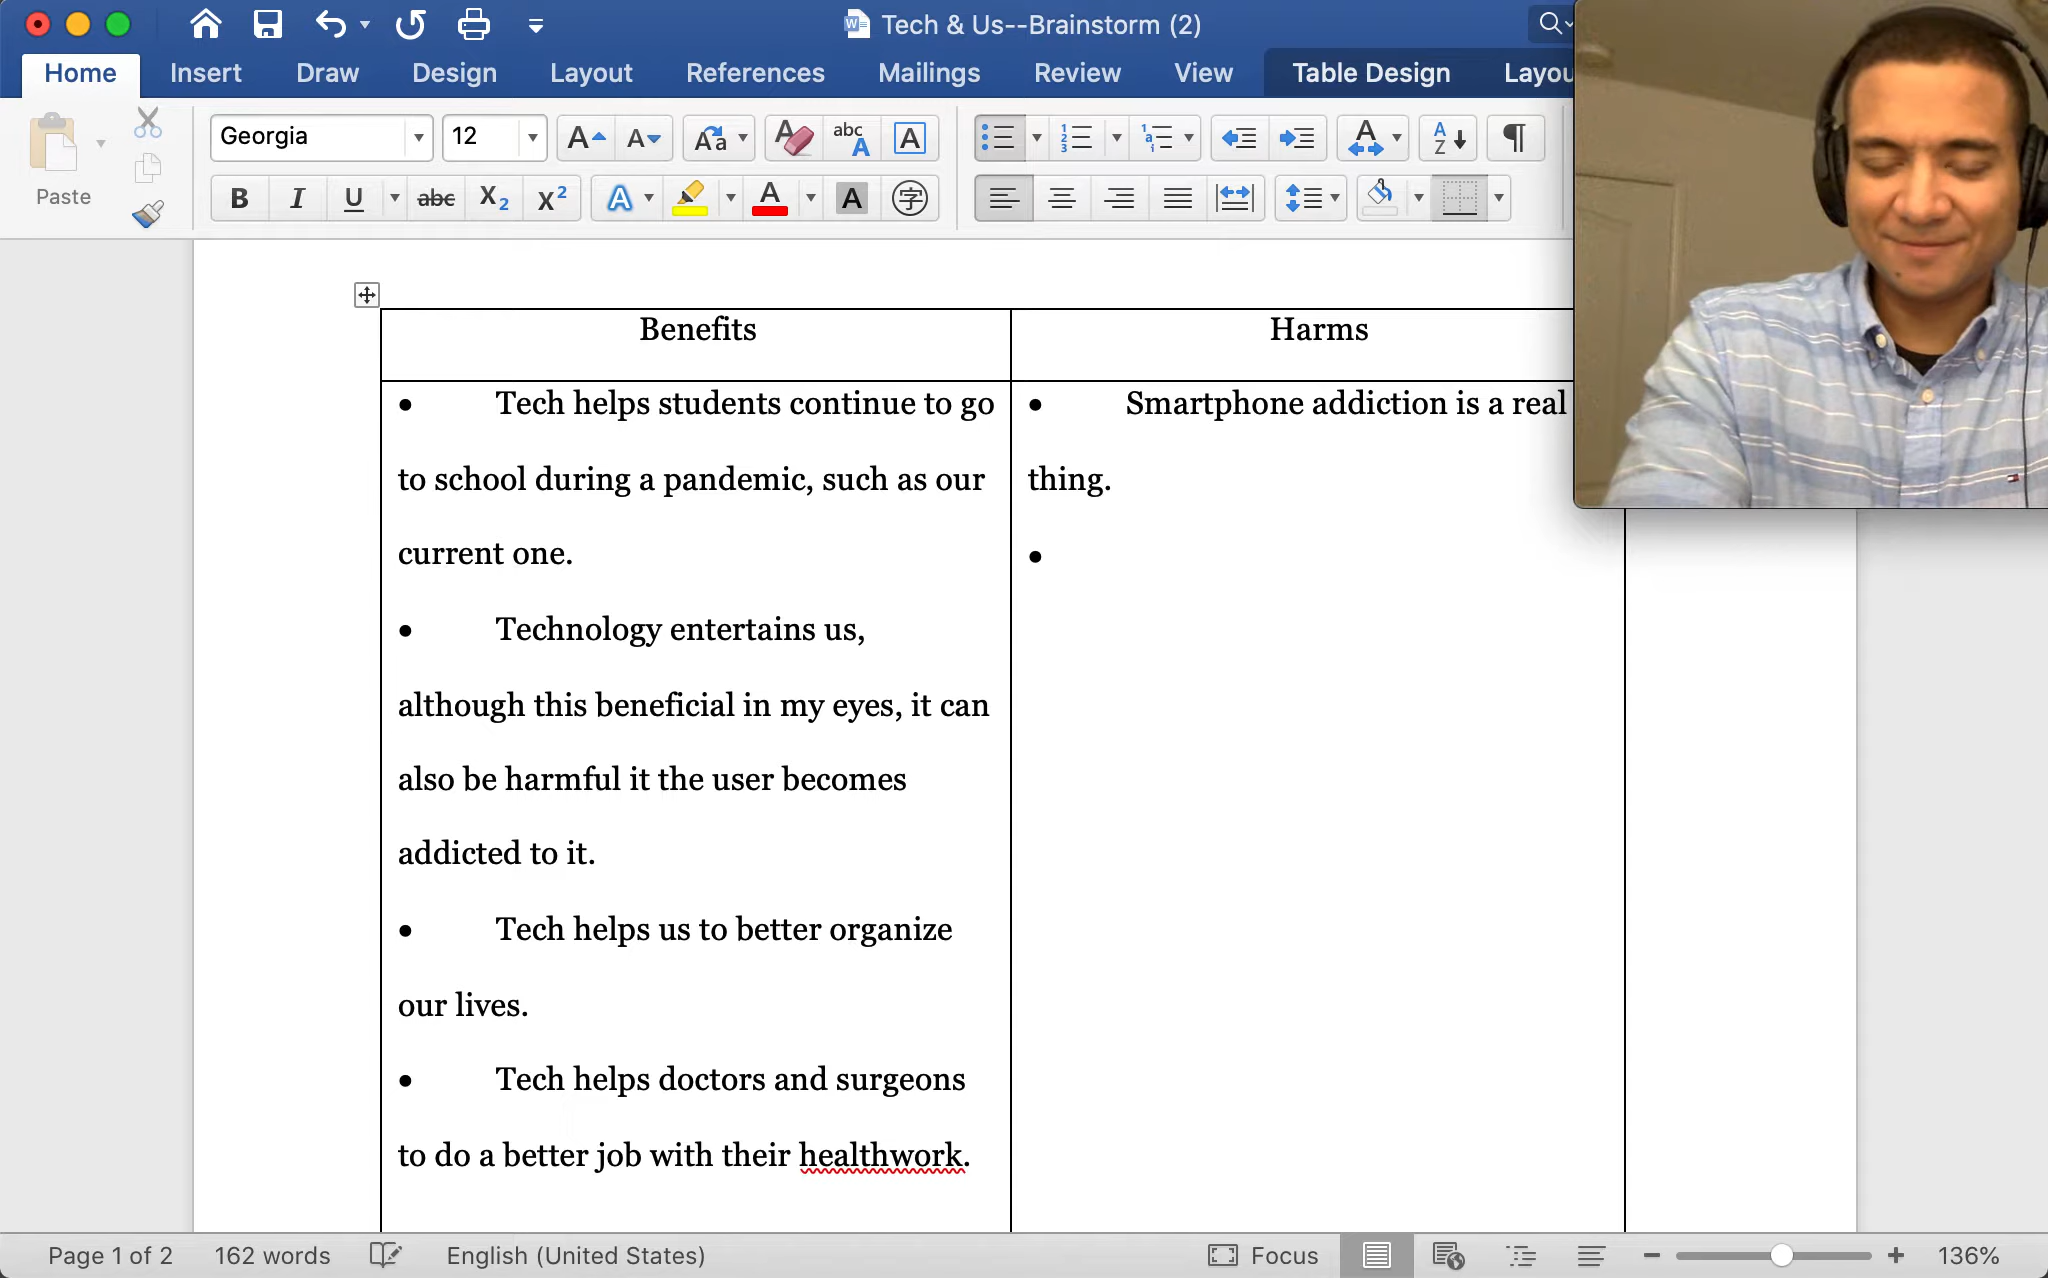 Tech & Us--Brainstorm (2)
Home Insert Draw Design Layout References Mailings Review View Table Design Layou
Paste
Georgia 12
Benefits Harms
• Tech helps students continue to go
to school during a pandemic, such as our
current one.
• Technology entertains us,
although this beneficial in my eyes, it can
also be harmful it the user becomes
addicted to it.
• Tech helps us to better organize
our lives.
• Tech helps doctors and surgeons
to do a better job with their healthwork.
• Smartphone addiction is a real
thing.
•
Page 1 of 2 162 words English (United States) Focus 136%